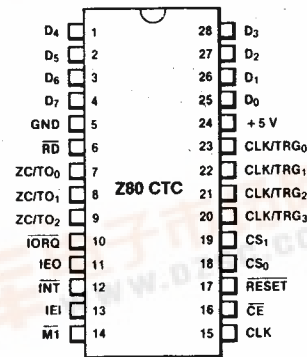 D4 1 28 D3
D5 2 27 D2
D6 3 26 D1
D7 4 25 D0
GND 5 24 +5 V
RD 6 23 CLK/TRG0
ZC/TO0 7 22 CLK/TRG1
ZC/TO1 8 Z80 CTC 21 CLK/TRG2
ZC/TO2 9 20 CLK/TRG3
IORQ 10 19 CS1
IEO 11 18 CS0
INT 12 17 RESET
IEI 13 16 CE
M1 14 15 CLK